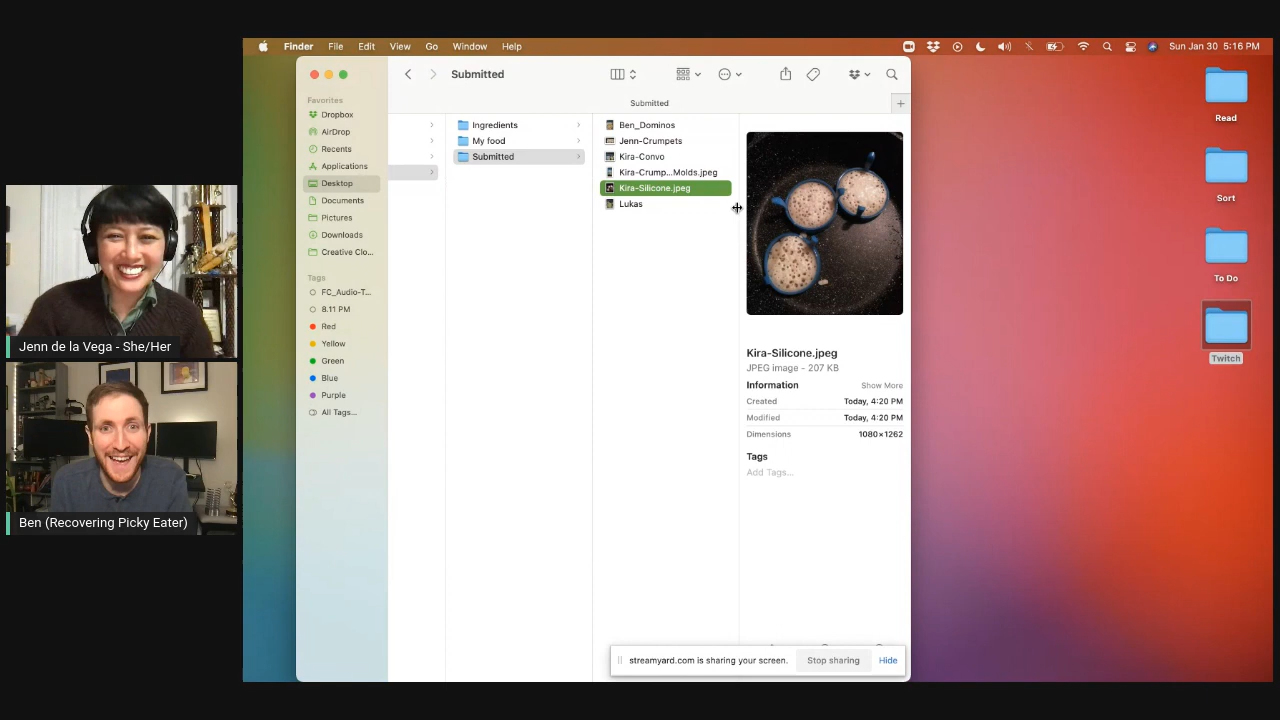 Finder File Edit View Go Window Help
Sun Jan 30 5:16 PM
Submitted
Submitted
Favorites
Dropbox
AirDrop
Recents
Applications
Desktop
Documents
Pictures
Downloads
Creative Clo...
Tags
FC_Audio-T...
8.11 PM
Red
Yellow
Green
Blue
Purple
All Tags...
Ingredients
My food
Submitted
Ben_Dominos
Jenn-Crumpets
Kira-Convo
Kira-Crump...Molds.jpeg
Kira-Silicone.jpeg
Lukas
Kira-Silicone.jpeg
JPEG image - 207 KB
Information Show More
Created Today, 4:20 PM
Modified Today, 4:20 PM
Dimensions 1080×1262
Tags
Add Tags...
streamyard.com is sharing your screen. Stop sharing Hide
Read
Sort
To Do
Twitch
Jenn de la Vega - She/Her
Ben (Recovering Picky Eater)